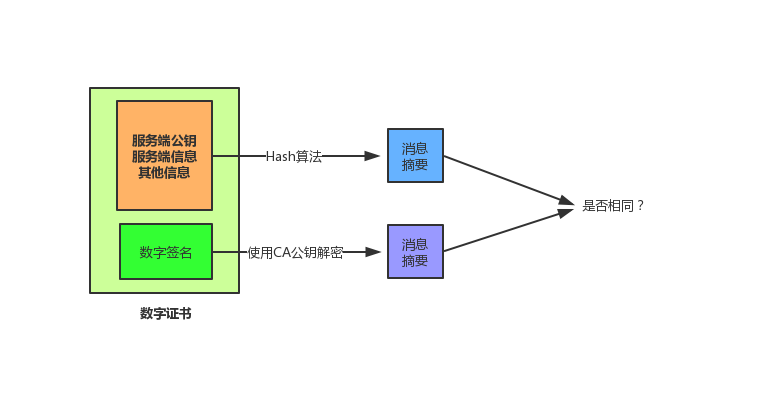 服务端公钥
服务端信息
其他信息
Hash算法
消息
摘要
是否相同？
数字签名
使用CA公钥解密
消息
摘要
数字证书